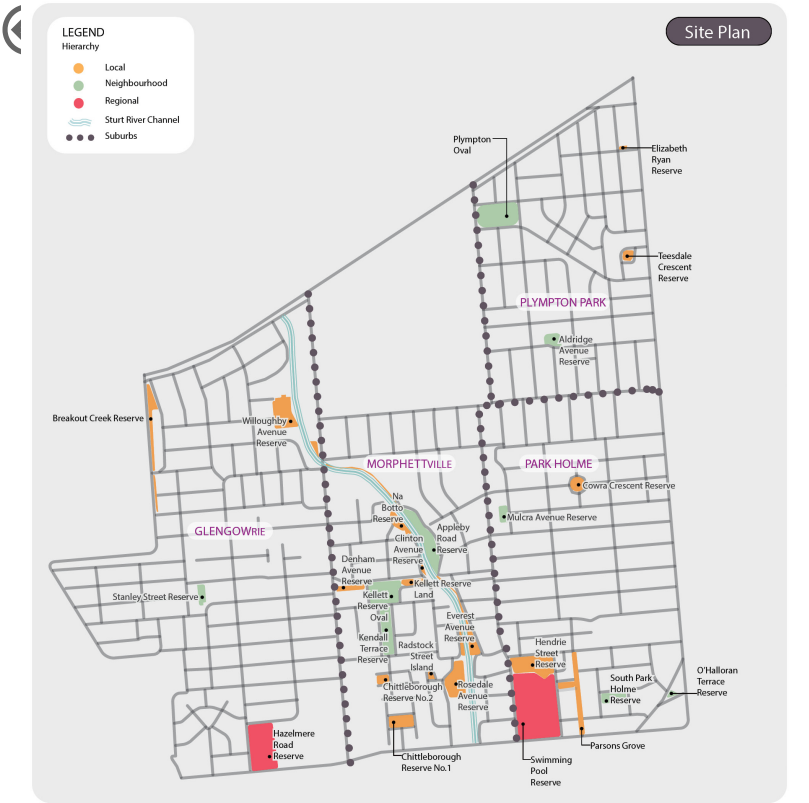 LEGEND
Hierarchy
Local
Neighbourhood
Regional
Sturt River Channel
Suburbs
Site Plan
Plympton
Oval
Elizabeth
Ryan
Reserve
Teesdale
Crescent
Reserve
PLYMPTON PARK
Aldridge
Avenue
Reserve
Breakout Creek Reserve
Willoughby
Avenue
Reserve
MORPHETTVILLE
PARK HOLME
Cowra Crescent Reserve
Na
Botto
Reserve
Mulcra Avenue Reserve
GLENGOWRIE
Clinton
Avenue
Reserve
Appleby
Road
Reserve
Denham
Avenue
Reserve
Kellett Reserve
Land
Stanley Street Reserve
Kellett
Reserve
Oval
Everest
Avenue
Reserve
Kendall
Terrace
Reserve
Radstock
Street
Island
Hendrie
Street
Reserve
Chittleborough
Reserve No.2
Rosedale
Avenue
Reserve
South Park
Holme
Reserve
O'Halloran
Terrace
Reserve
Hazelmere
Road
Reserve
Chittleborough
Reserve No.1
Swimming
Pool
Reserve
Parsons Grove